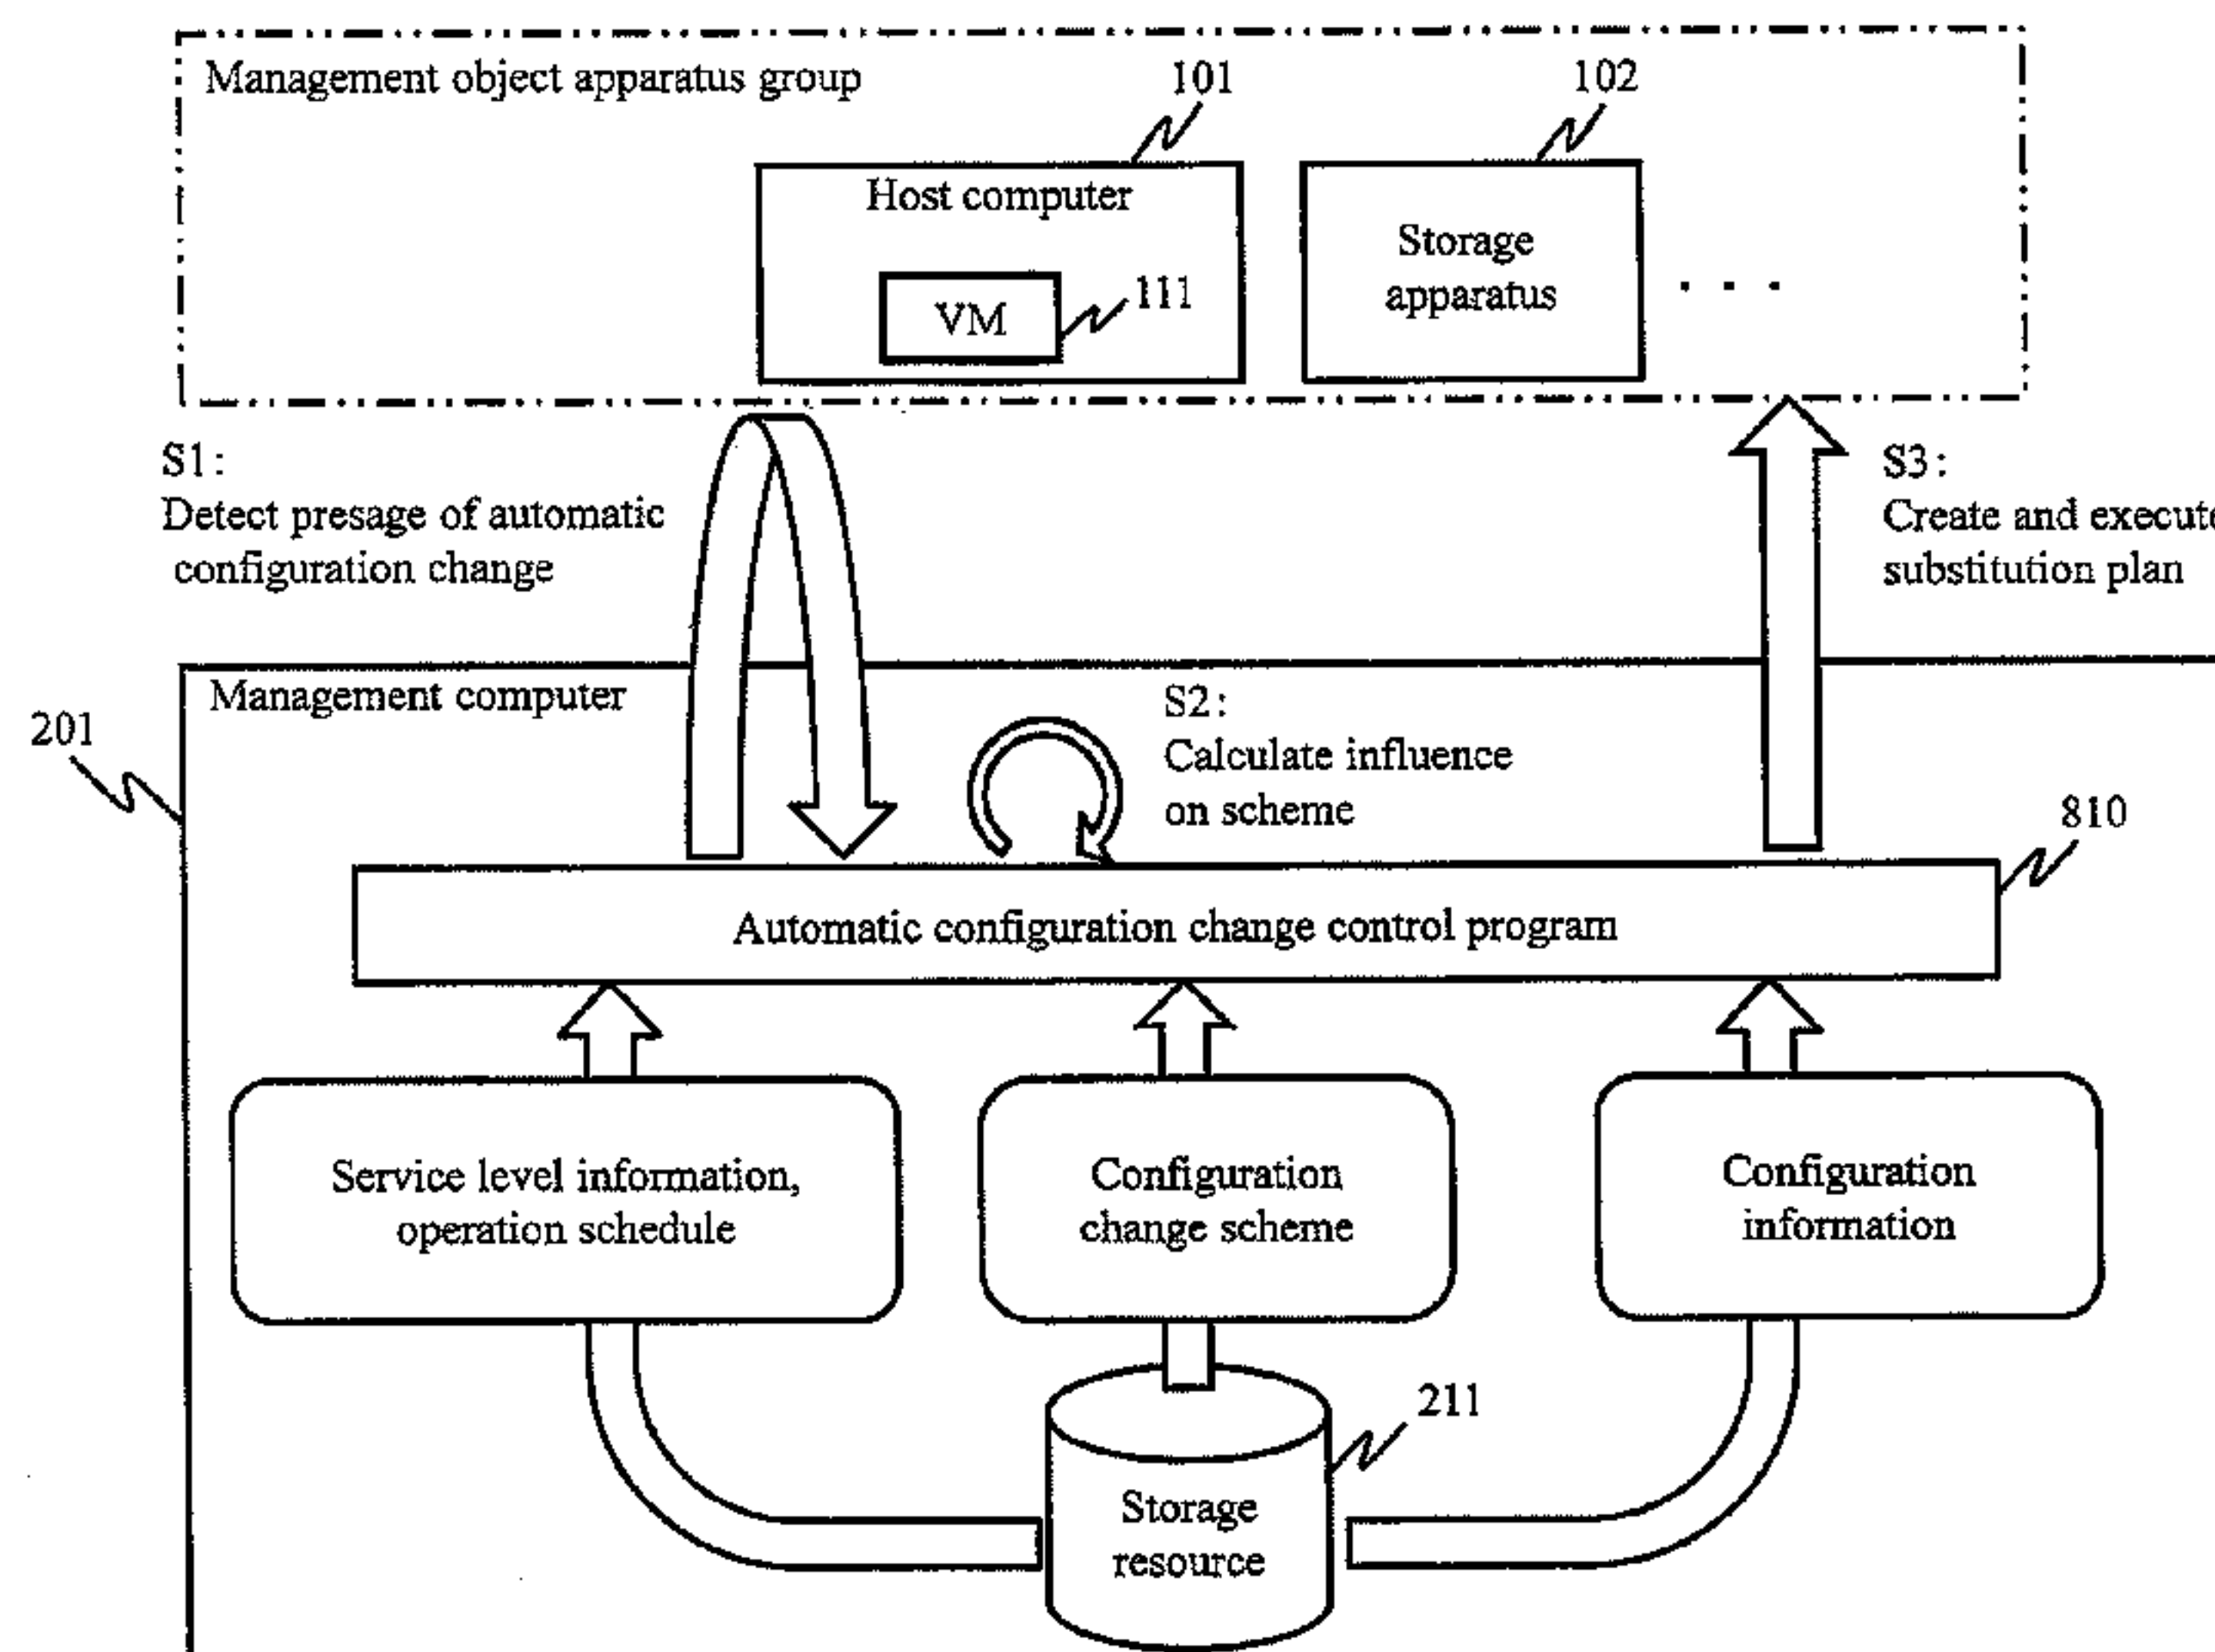 Management object apparatus group
101
102
Host computer
Storage
apparatus
VM
111
. . .
S1:
Detect presage of automatic
configuration change
S3:
Create and execute
substitution plan
Management computer
201
S2:
Calculate influence
on scheme
810
Automatic configuration change control program
Service level information,
operation schedule
Configuration
change scheme
Configuration
information
211
Storage
resource